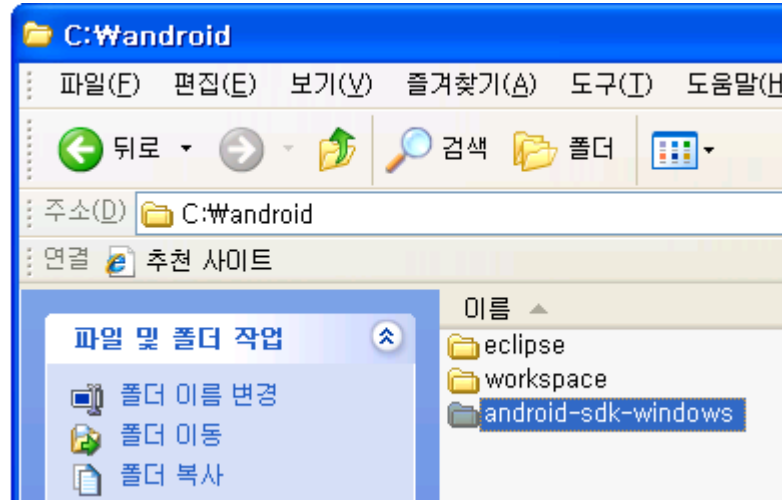 C:₩android
파일(F) 편집(E) 보기(V) 즐겨찾기(A) 도구(T) 도움말(H
뒤로 검색 폴더
주소(D) C:₩android
연결 추천 사이트
이름
파일 및 폴더 작업
eclipse
workspace
폴더 이름 변경
android-sdk-windows
폴더 이동
폴더 복사